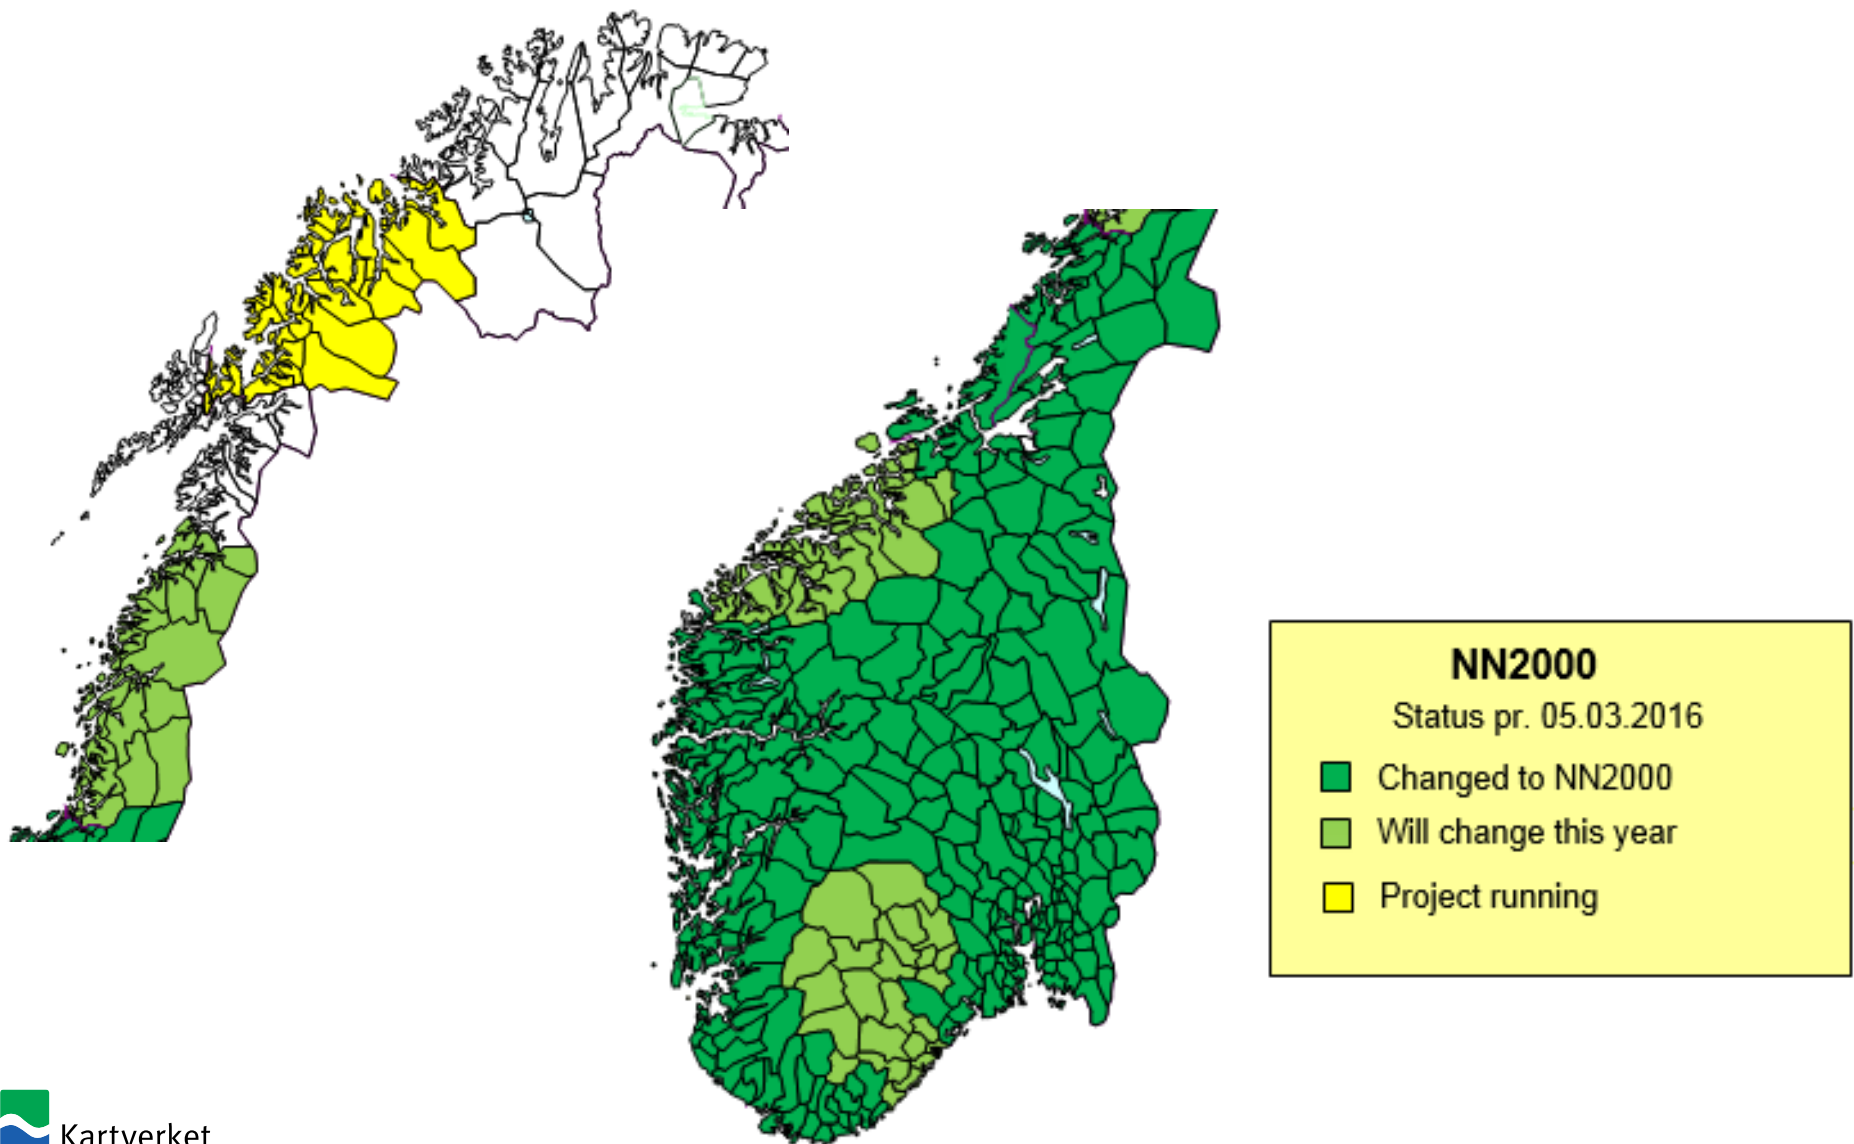 NN2000
Status pr. 05.03.2016
Changed to NN2000
Will change this year
Project running
Kartverket